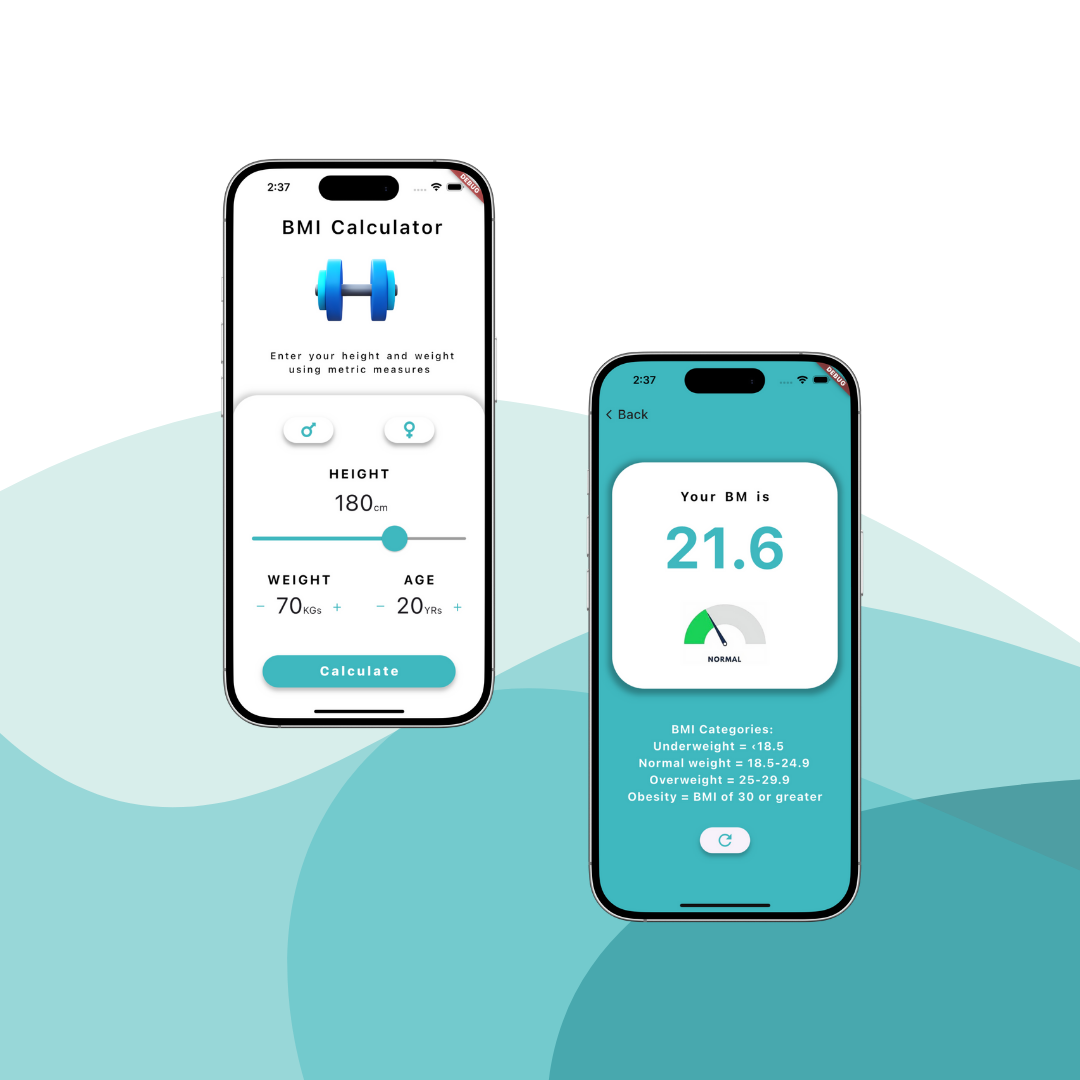 2:37
DEBUG
BMI Calculator
Enter your height and weight
using metric measures
HEIGHT
180cm
WEIGHT
AGE
− 70KGs +
− 20YRs +
Calculate
2:37
DEBUG
Back
Your BM is
21.6
NORMAL
BMI Categories:
Underweight = <18.5
Normal weight = 18.5-24.9
Overweight = 25-29.9
Obesity = BMI of 30 or greater